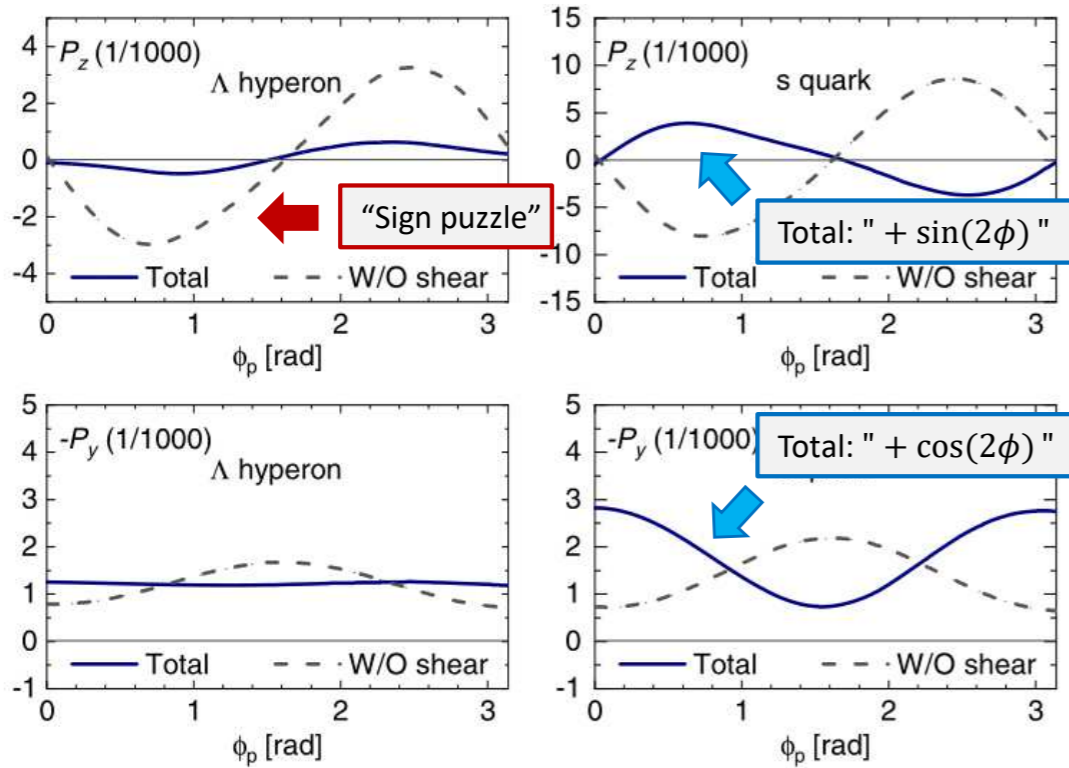 4
2
0
-2
-4
P_z (1/1000)
Λ hyperon
"Sign puzzle"
Total
W/O shear
0
1
2
3
ϕ_p [rad]
15
10
5
0
-5
-10
-15
P_z (1/1000)
s quark
Total: " + sin(2ϕ) "
Total
W/O shear
0
1
2
3
ϕ_p [rad]
5
4
3
2
1
0
-1
-P_y (1/1000)
Λ hyperon
Total
W/O shear
0
1
2
3
ϕ_p [rad]
5
4
3
2
1
0
-1
-P_y (1/1000)
Total: " + cos(2ϕ) "
Total
W/O shear
0
1
2
3
ϕ_p [rad]